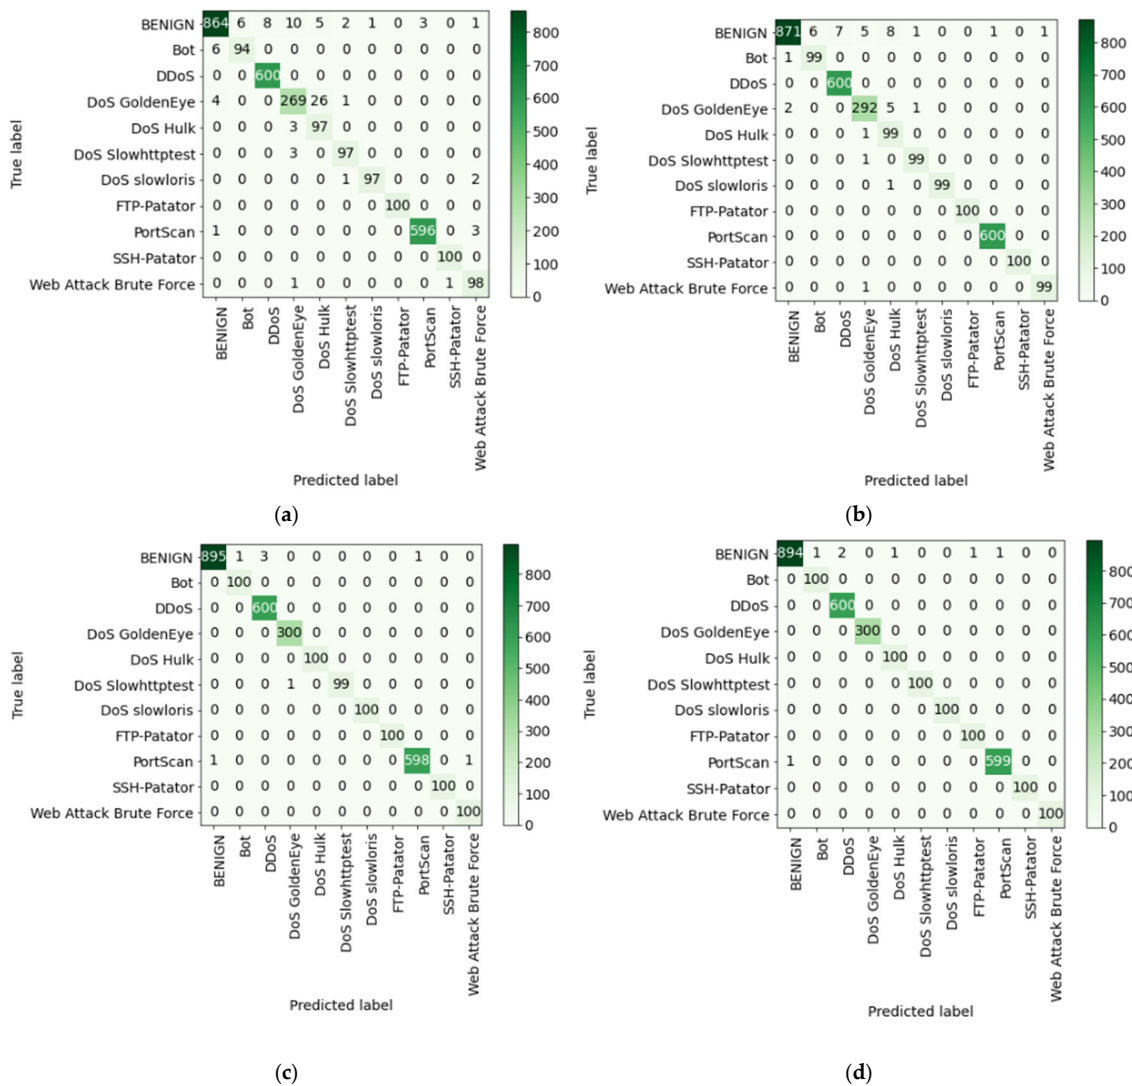 True label
BENIGN 864 6 8 10 5 2 1 0 3 0 1
Bot 6 94 0 0 0 0 0 0 0 0 0
DDoS 0 0 600 0 0 0 0 0 0 0 0
DoS GoldenEye 4 0 0 269 26 1 0 0 0 0 0
DoS Hulk 0 0 0 3 97 0 0 0 0 0 0
DoS Slowhttptest 0 0 0 3 0 97 0 0 0 0 0
DoS slowloris 0 0 0 0 0 1 97 0 0 0 2
FTP-Patator 0 0 0 0 0 0 0 100 0 0 0
PortScan 1 0 0 0 0 0 0 0 596 0 3
SSH-Patator 0 0 0 0 0 0 0 0 0 100 0
Web Attack Brute Force 0 0 0 1 0 0 0 0 0 1 98
BENIGN
Bot
DDoS
DoS GoldenEye
DoS Hulk
DoS Slowhttptest
DoS slowloris
FTP-Patator
PortScan
SSH-Patator
Web Attack Brute Force
Predicted label
800
700
600
500
400
300
200
100
0
(a)
True label
BENIGN 871 6 7 5 8 1 0 0 1 0 1
Bot 1 99 0 0 0 0 0 0 0 0 0
DDoS 0 0 600 0 0 0 0 0 0 0 0
DoS GoldenEye 2 0 0 292 5 1 0 0 0 0 0
DoS Hulk 0 0 0 1 99 0 0 0 0 0 0
DoS Slowhttptest 0 0 0 1 0 99 0 0 0 0 0
DoS slowloris 0 0 0 0 1 0 99 0 0 0 0
FTP-Patator 0 0 0 0 0 0 0 100 0 0 0
PortScan 0 0 0 0 0 0 0 0 600 0 0
SSH-Patator 0 0 0 0 0 0 0 0 0 100 0
Web Attack Brute Force 0 0 0 1 0 0 0 0 0 0 99
BENIGN
Bot
DDoS
DoS GoldenEye
DoS Hulk
DoS Slowhttptest
DoS slowloris
FTP-Patator
PortScan
SSH-Patator
Web Attack Brute Force
Predicted label
800
700
600
500
400
300
200
100
0
(b)
True label
BENIGN 895 1 3 0 0 0 0 0 1 0 0
Bot 0 100 0 0 0 0 0 0 0 0 0
DDoS 0 0 600 0 0 0 0 0 0 0 0
DoS GoldenEye 0 0 0 300 0 0 0 0 0 0 0
DoS Hulk 0 0 0 0 100 0 0 0 0 0 0
DoS Slowhttptest 0 0 0 1 0 99 0 0 0 0 0
DoS slowloris 0 0 0 0 0 0 100 0 0 0 0
FTP-Patator 0 0 0 0 0 0 0 100 0 0 0
PortScan 1 0 0 0 0 0 0 0 598 0 1
SSH-Patator 0 0 0 0 0 0 0 0 0 100 0
Web Attack Brute Force 0 0 0 0 0 0 0 0 0 0 100
BENIGN
Bot
DDoS
DoS GoldenEye
DoS Hulk
DoS Slowhttptest
DoS slowloris
FTP-Patator
PortScan
SSH-Patator
Web Attack Brute Force
Predicted label
800
700
600
500
400
300
200
100
0
(c)
True label
BENIGN 894 1 2 0 1 0 0 1 1 0 0
Bot 0 100 0 0 0 0 0 0 0 0 0
DDoS 0 0 600 0 0 0 0 0 0 0 0
DoS GoldenEye 0 0 0 300 0 0 0 0 0 0 0
DoS Hulk 0 0 0 0 100 0 0 0 0 0 0
DoS Slowhttptest 0 0 0 0 0 100 0 0 0 0 0
DoS slowloris 0 0 0 0 0 0 100 0 0 0 0
FTP-Patator 0 0 0 0 0 0 0 100 0 0 0
PortScan 1 0 0 0 0 0 0 0 599 0 0
SSH-Patator 0 0 0 0 0 0 0 0 0 100 0
Web Attack Brute Force 0 0 0 0 0 0 0 0 0 0 100
BENIGN
Bot
DDoS
DoS GoldenEye
DoS Hulk
DoS Slowhttptest
DoS slowloris
FTP-Patator
PortScan
SSH-Patator
Web Attack Brute Force
Predicted label
800
700
600
500
400
300
200
100
0
(d)